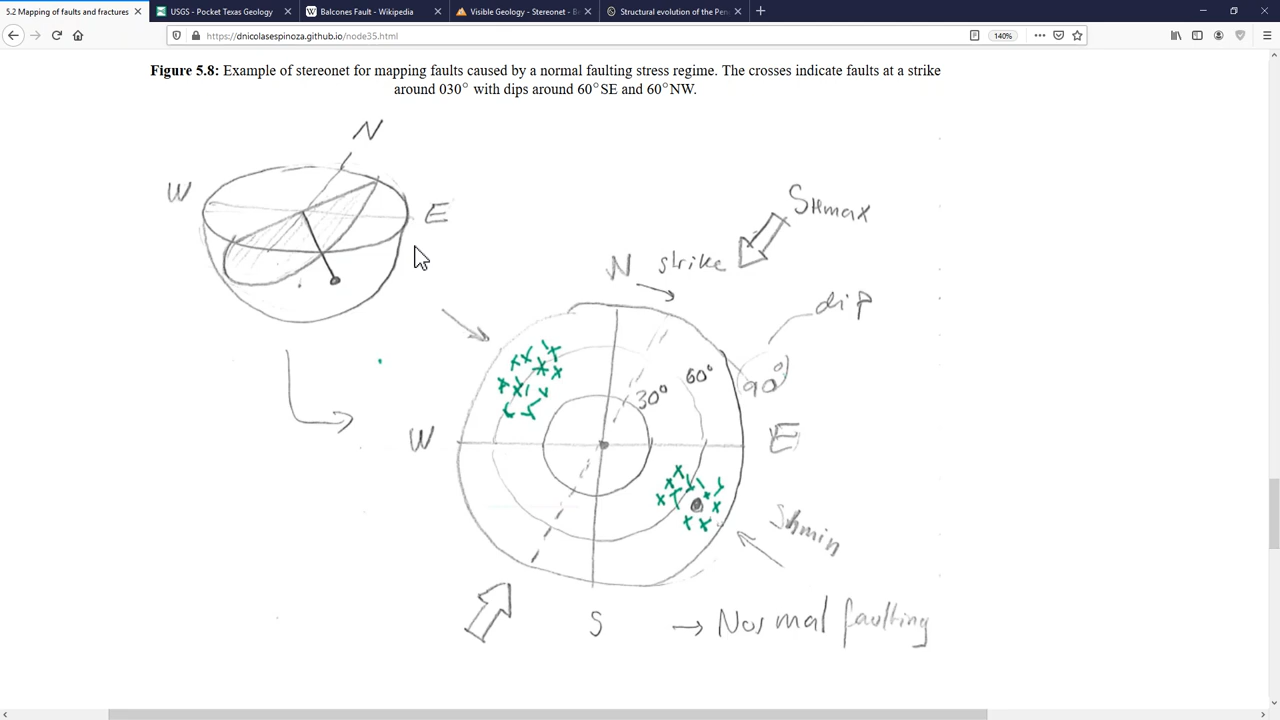 5.2 Mapping of faults and fractures
USGS - Pocket Texas Geology
Balcones Fault - Wikipedia
Visible Geology - Stereonet - B
Structural evolution of the Pen
https://dnicolasespinoza.github.io/node35.html
140%
Figure 5.8: Example of stereonet for mapping faults caused by a normal faulting stress regime. The crosses indicate faults at a strike
around 030° with dips around 60°SE and 60°NW.
N
W
E
SHmax
N strike
dip
60°
90°
30°
W
E
Shmin
S
→ Normal faulting